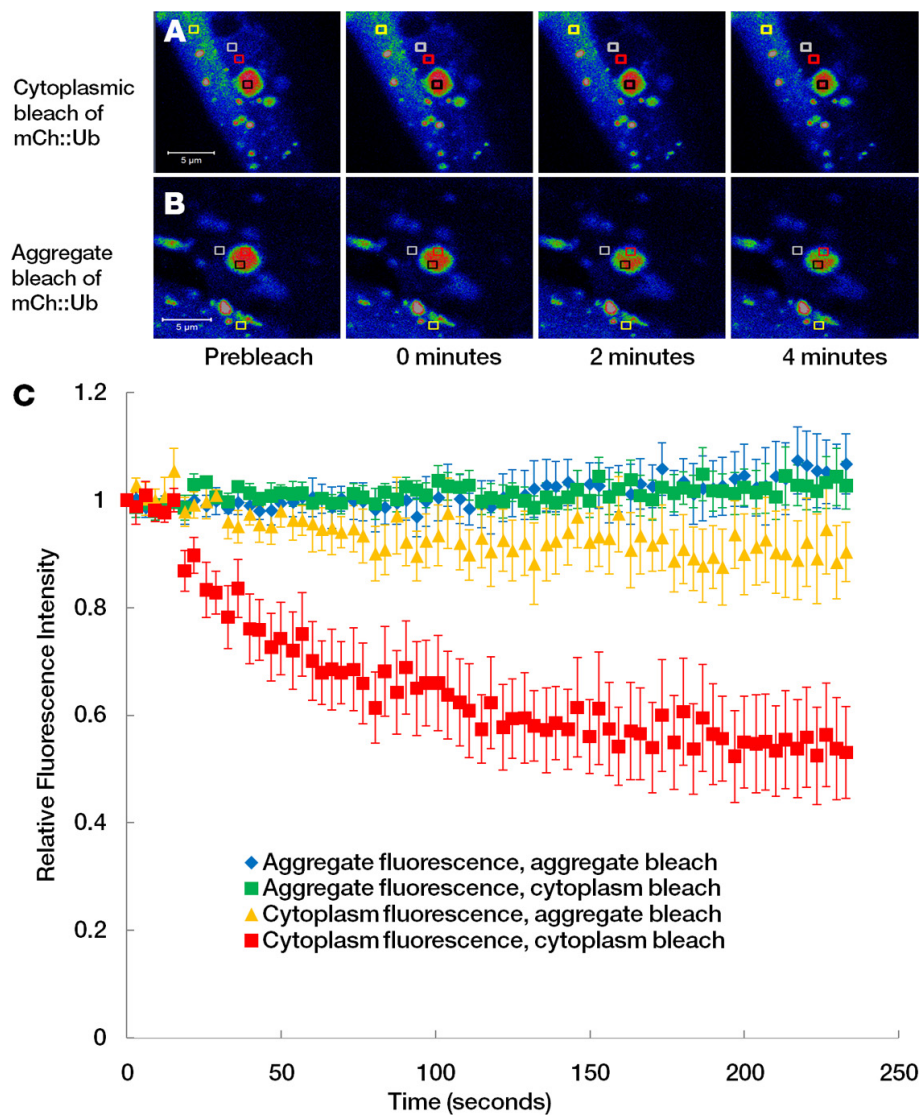 A
Cytoplasmic
bleach of
mCh::Ub
5 µm
B
Aggregate
bleach of
mCh::Ub
5 µm
Prebleach 0 minutes 2 minutes 4 minutes
C
1.2
1
0.8
0.6
0.4
0.2
0
Relative Fluorescence Intensity
Aggregate fluorescence, aggregate bleach
Aggregate fluorescence, cytoplasm bleach
Cytoplasm fluorescence, aggregate bleach
Cytoplasm fluorescence, cytoplasm bleach
0 50 100 150 200 250
Time (seconds)